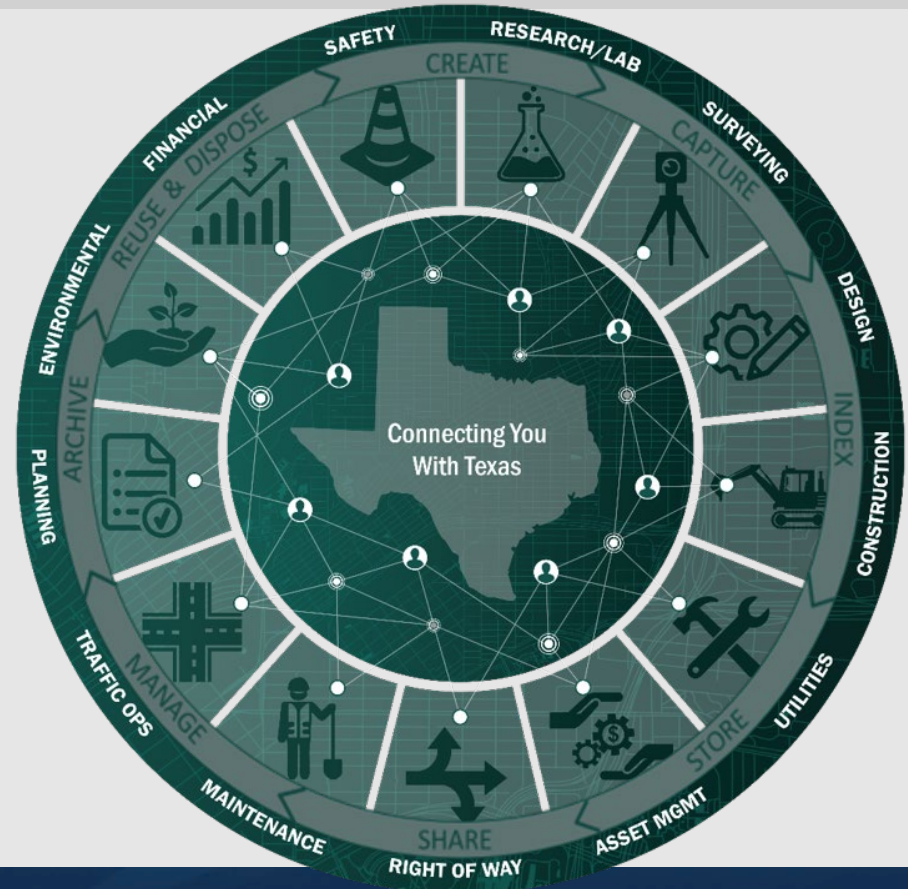 SAFETY
RESEARCH/LAB
SURVEYING
DESIGN
CONSTRUCTION
UTILITIES
ASSET MGMT
RIGHT OF WAY
MAINTENANCE
TRAFFIC OPS
PLANNING
ENVIRONMENTAL
FINANCIAL
CREATE
CAPTURE
INDEX
STORE
SHARE
MANAGE
ARCHIVE
REUSE & DISPOSE
$
$
Connecting You
With Texas